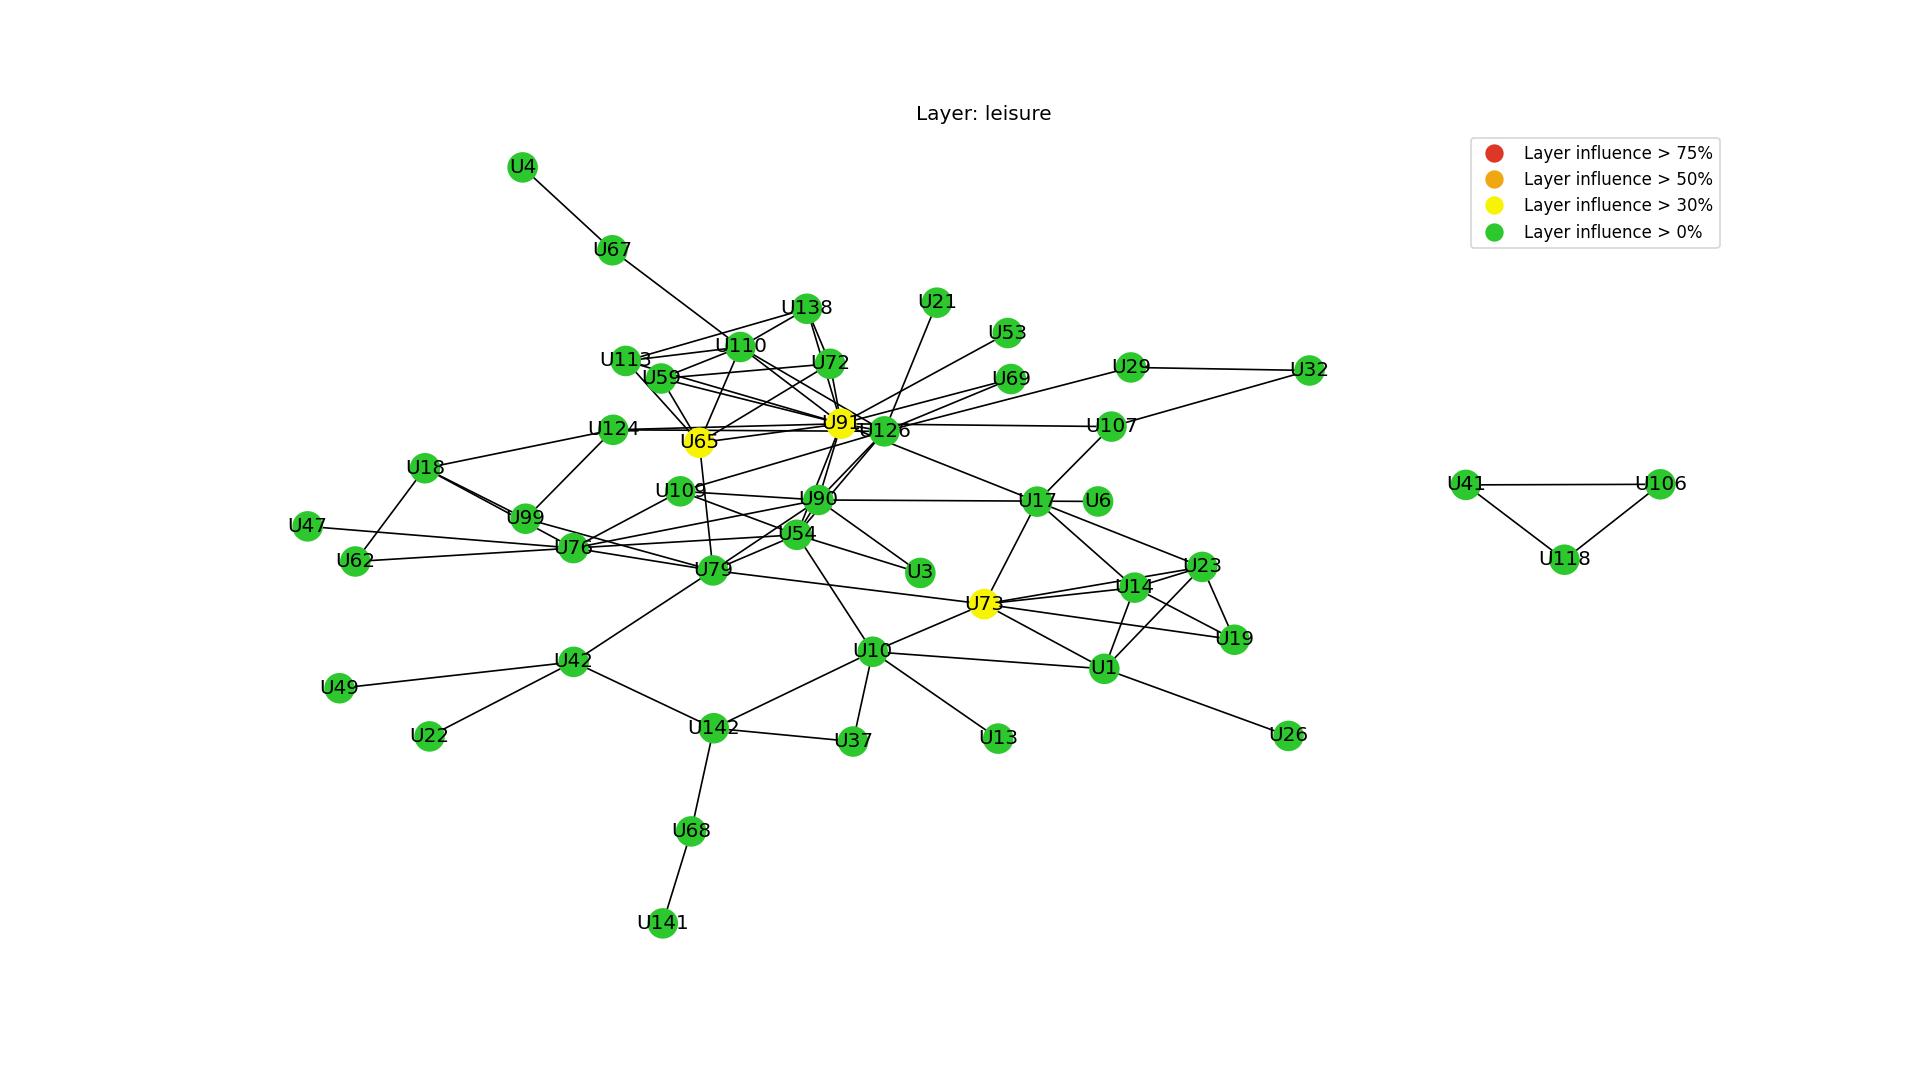 Layer: leisure
Layer influence > 75%
Layer influence > 50%
Layer influence > 30%
Layer influence > 0%
U4
U67
U138
U21
U53
U110
U113
U72
U59
U69
U29
U32
U124
U91
U126
U107
U65
U18
U109
U90
U17
U6
U41
U106
U47
U99
U76
U54
U62
U79
U3
U118
U23
U14
U73
U19
U10
U42
U1
U49
U22
U142
U37
U13
U26
U68
U141